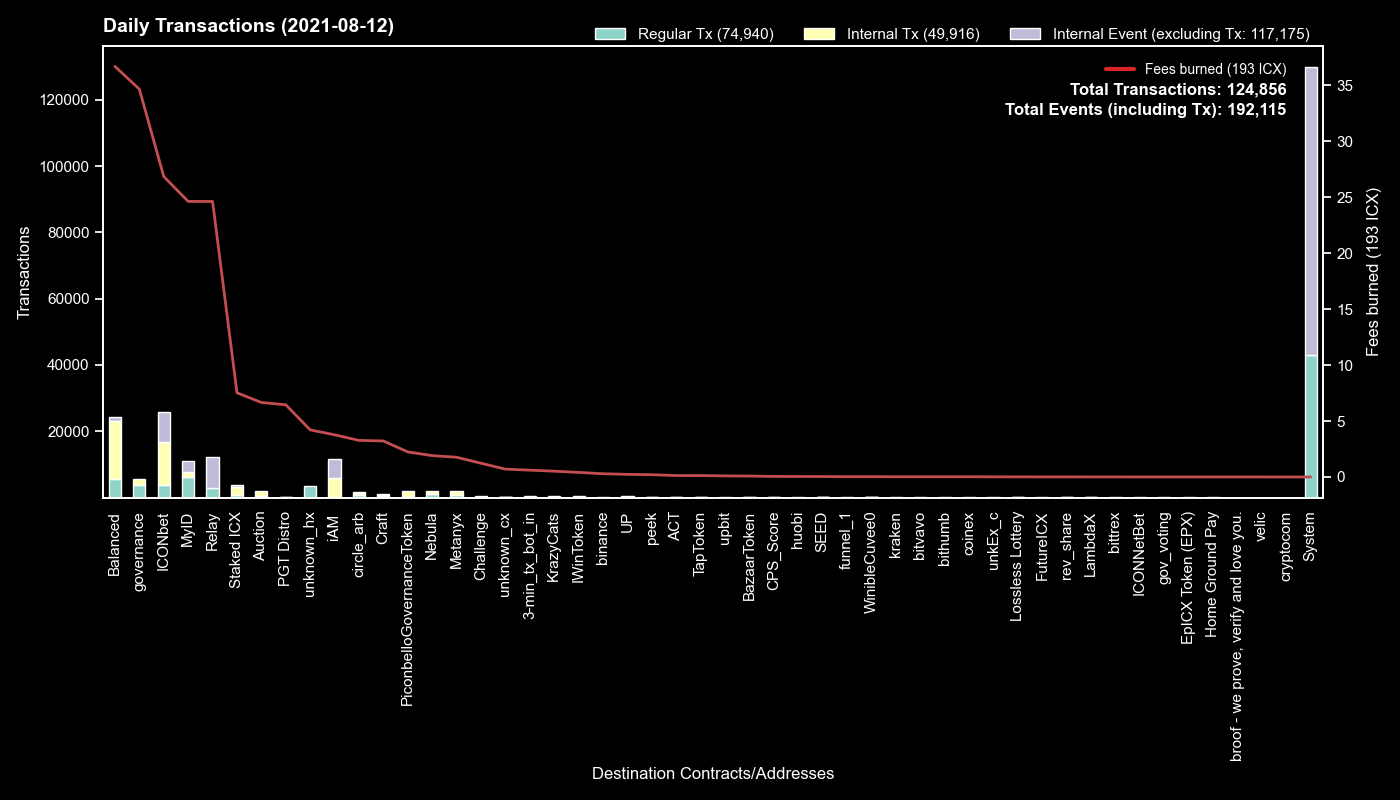 Daily Transactions (2021-08-12)
Regular Tx (74,940)
Internal Tx (49,916)
Internal Event (excluding Tx: 117,175)
Fees burned (193 ICX)
Total Transactions: 124,856
Total Events (including Tx): 192,115
Transactions
120000
100000
80000
60000
40000
20000
35
30
25
20
15
10
5
0
Fees burned (193 ICX)
Balanced
governance
ICONbet
MyID
Relay
Staked ICX
Auction
PGT Distro
unknown_hx
iAM
circle_arb
Craft
PiconbelloGovernanceToken
Nebula
Metanyx
Challenge
unknown_cx
3-min_tx_bot_in
KrazyCats
IWinToken
binance
UP
peek
ACT
TapToken
upbit
BazaarToken
CPS_Score
huobi
SEED
funnel_1
WinibleCuvee0
kraken
bitvavo
bithumb
coinex
unkEx_c
Lossless Lottery
FutureICX
rev_share
LambdaX
bittrex
ICONNetBet
gov_voting
EpICX Token (EPX)
Home Ground Pay
broof - we prove, verify and love you.
velic
cryptocom
System
Destination Contracts/Addresses